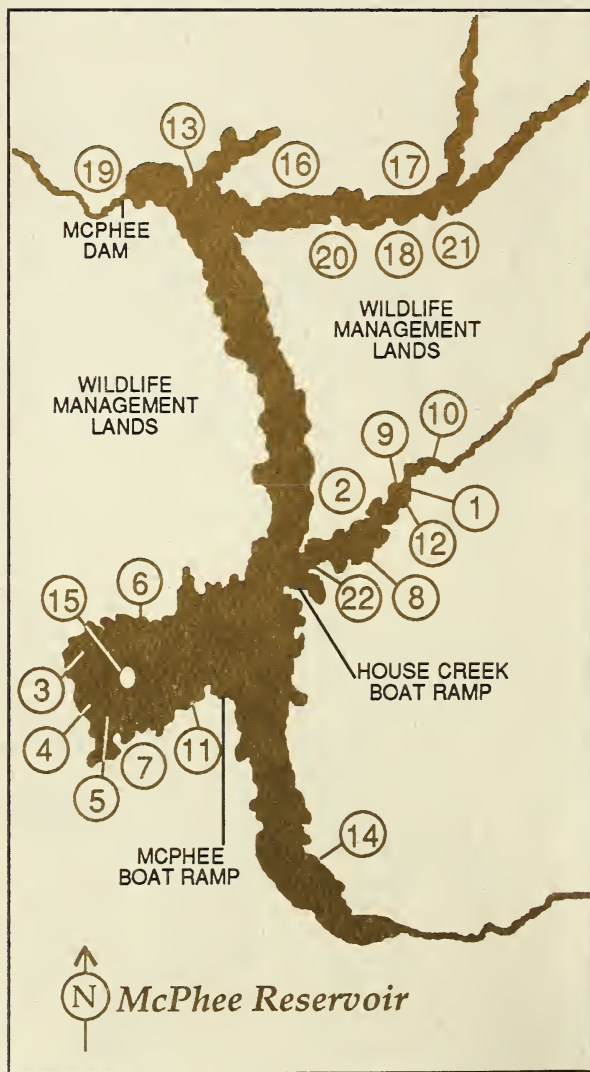 13
16
17
19
MCPHEE
DAM
20
18
21
WILDLIFE
MANAGEMENT
LANDS
WILDLIFE
MANAGEMENT
LANDS
10
9
2
1
12
6
15
22
8
3
HOUSE CREEK
BOAT RAMP
4
7
11
5
14
MCPHEE
BOAT RAMP
N
McPhee Reservoir